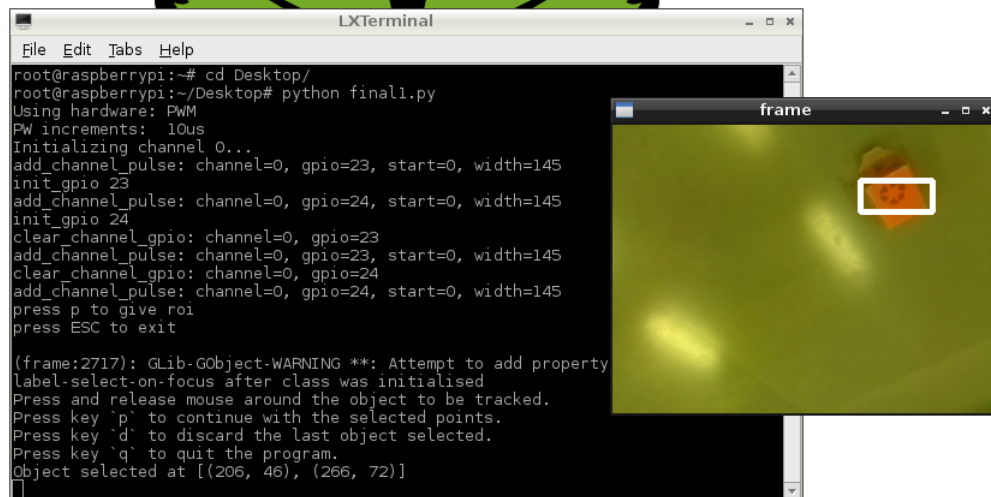 LXTerminal
File Edit Tabs Help
root@raspberrypi:~# cd Desktop/
root@raspberrypi:~/Desktop# python final1.py
Using hardware: PWM
PW increments:  10us
Initializing channel 0...
add_channel_pulse: channel=0, gpio=23, start=0, width=145
init_gpio 23
add_channel_pulse: channel=0, gpio=24, start=0, width=145
init_gpio 24
clear_channel_gpio: channel=0, gpio=23
add_channel_pulse: channel=0, gpio=23, start=0, width=145
clear_channel_gpio: channel=0, gpio=24
add_channel_pulse: channel=0, gpio=24, start=0, width=145
press p to give roi
press ESC to exit
(frame:2717): GLib-GObject-WARNING **: Attempt to add property
label-select-on-focus after class was initialised
Press and release mouse around the object to be tracked.
Press key `p` to continue with the selected points.
Press key `d` to discard the last object selected.
Press key `q` to quit the program.
Object selected at [(206, 46), (266, 72)]
frame